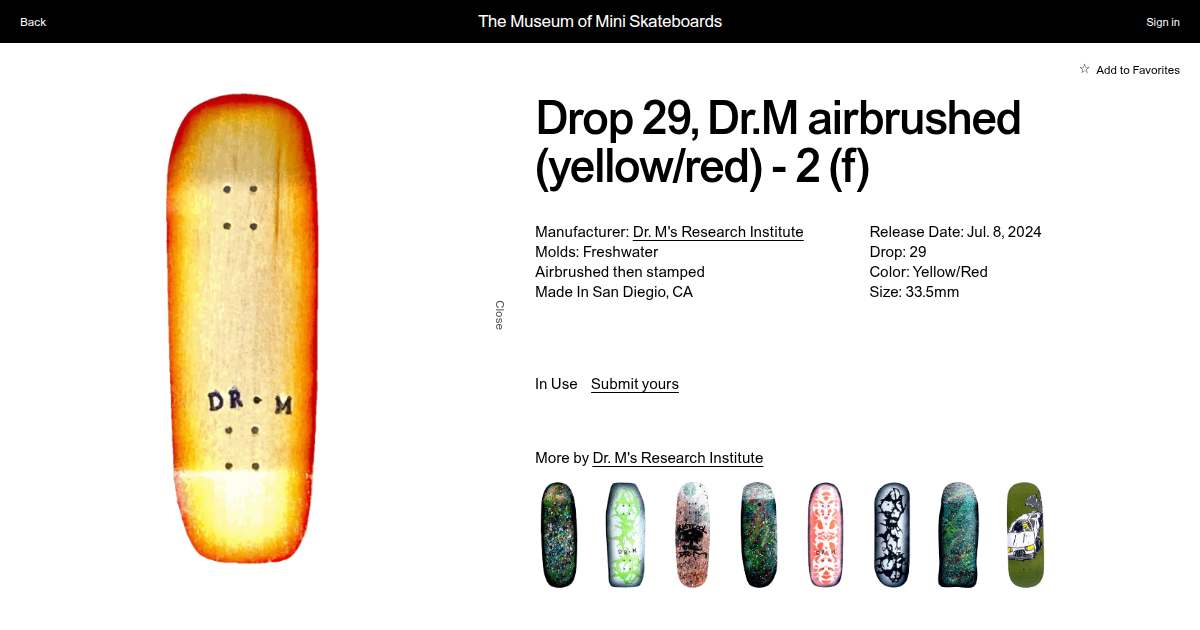 Back
The Museum of Mini Skateboards
Sign in
☆ Add to Favorites
Drop 29, Dr.M airbrushed
(yellow/red) - 2 (f)
Manufacturer: Dr. M's Research Institute
Molds: Freshwater
Airbrushed then stamped
Made In San Diegio, CA
Release Date: Jul. 8, 2024
Drop: 29
Color: Yellow/Red
Size: 33.5mm
Close
DR • M
In Use Submit yours
More by Dr. M's Research Institute
DR•M
DR•M